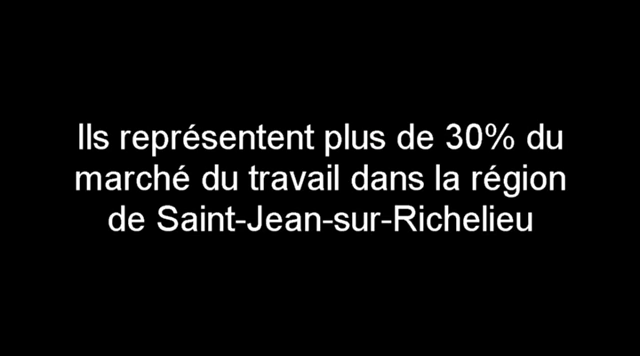 Ils représentent plus de 30% du
marché du travail dans la région
de Saint-Jean-sur-Richelieu